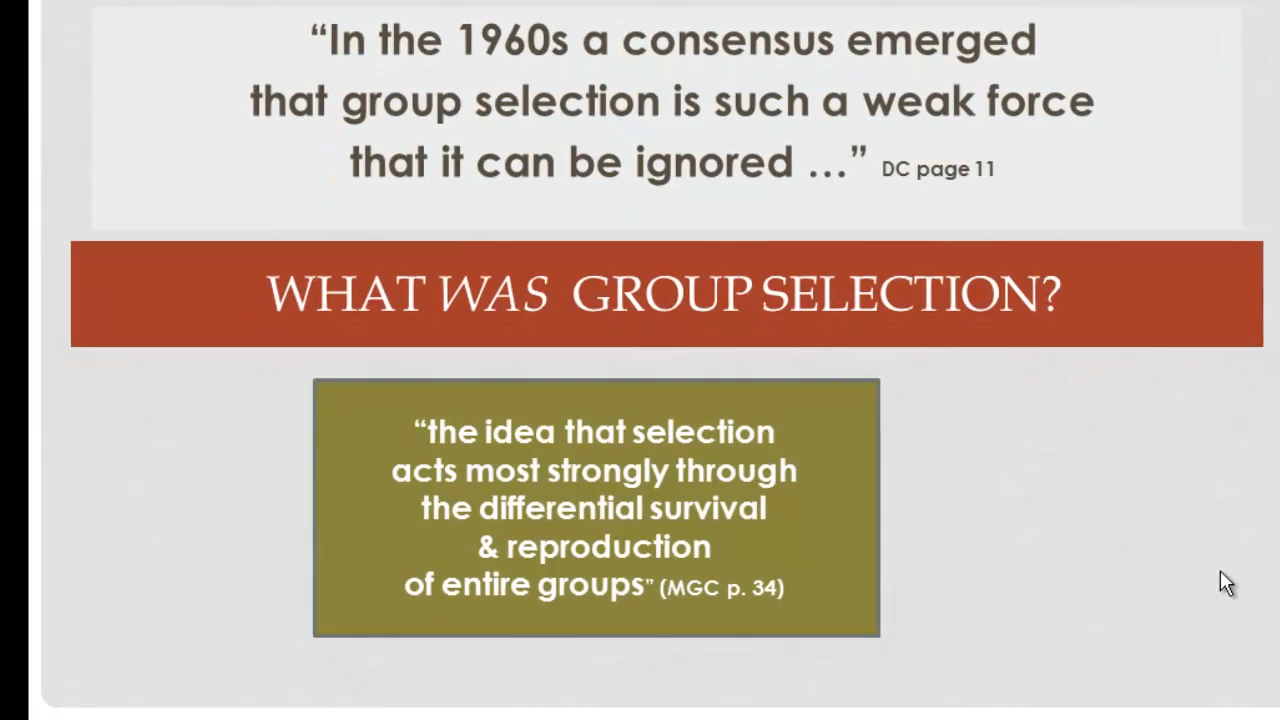 “In the 1960s a consensus emerged
that group selection is such a weak force
that it can be ignored …” DC page 11
WHAT WAS GROUP SELECTION?
“the idea that selection
acts most strongly through
the differential survival
& reproduction
of entire groups” (MGC p. 34)